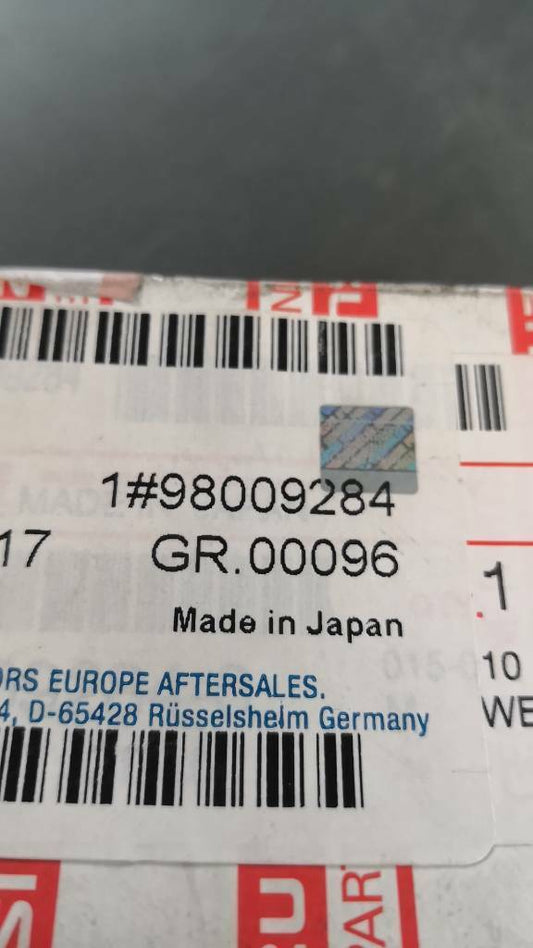 1#98009284
17 GR.00096
Made in Japan
ORS EUROPE AFTERSALES.
4, D-65428 Rüsselsheim Germany
.1
10
WE